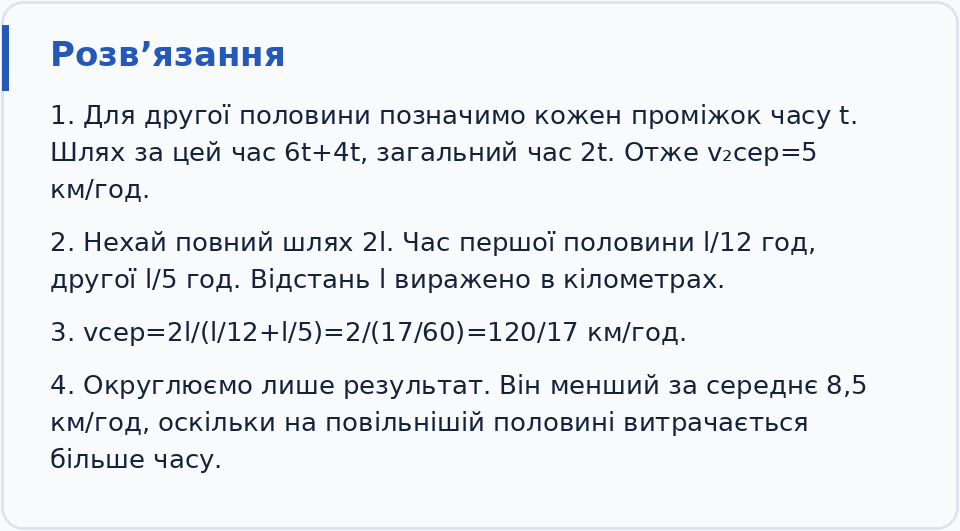 Розв’язання
1. Для другої половини позначимо кожен проміжок часу t.
Шлях за цей час 6t+4t, загальний час 2t. Отже v₂сер=5
км/год.
2. Нехай повний шлях 2l. Час першої половини l/12 год,
другої l/5 год. Відстань l виражено в кілометрах.
3. vсер=2l/(l/12+l/5)=2/(17/60)=120/17 км/год.
4. Округлюємо лише результат. Він менший за середнє 8,5
км/год, оскільки на повільнішій половині витрачається
більше часу.